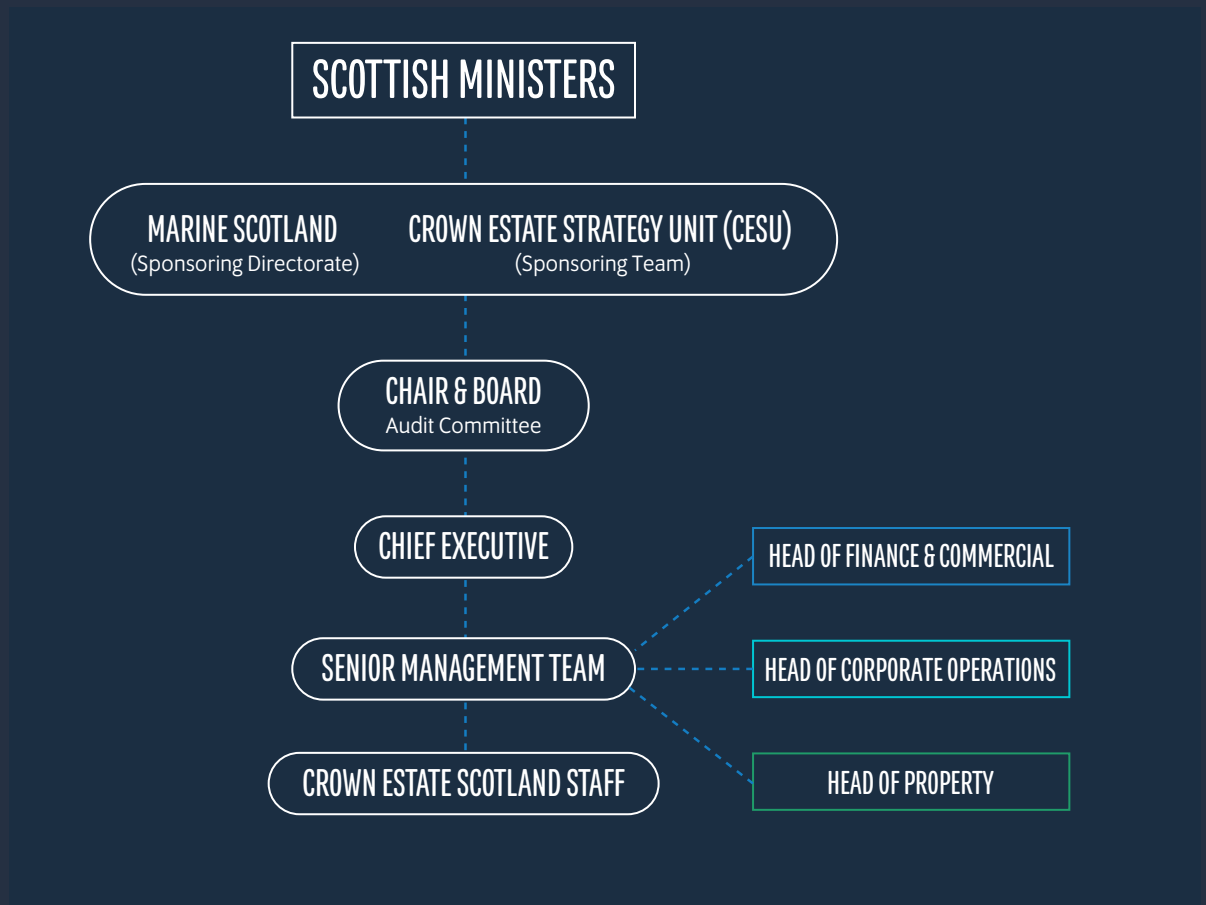 SCOTTISH MINISTERS
MARINE SCOTLAND
(Sponsoring Directorate)
CROWN ESTATE STRATEGY UNIT (CESU)
(Sponsoring Team)
CHAIR & BOARD
Audit Committee
CHIEF EXECUTIVE
HEAD OF FINANCE & COMMERCIAL
SENIOR MANAGEMENT TEAM
HEAD OF CORPORATE OPERATIONS
CROWN ESTATE SCOTLAND STAFF
HEAD OF PROPERTY